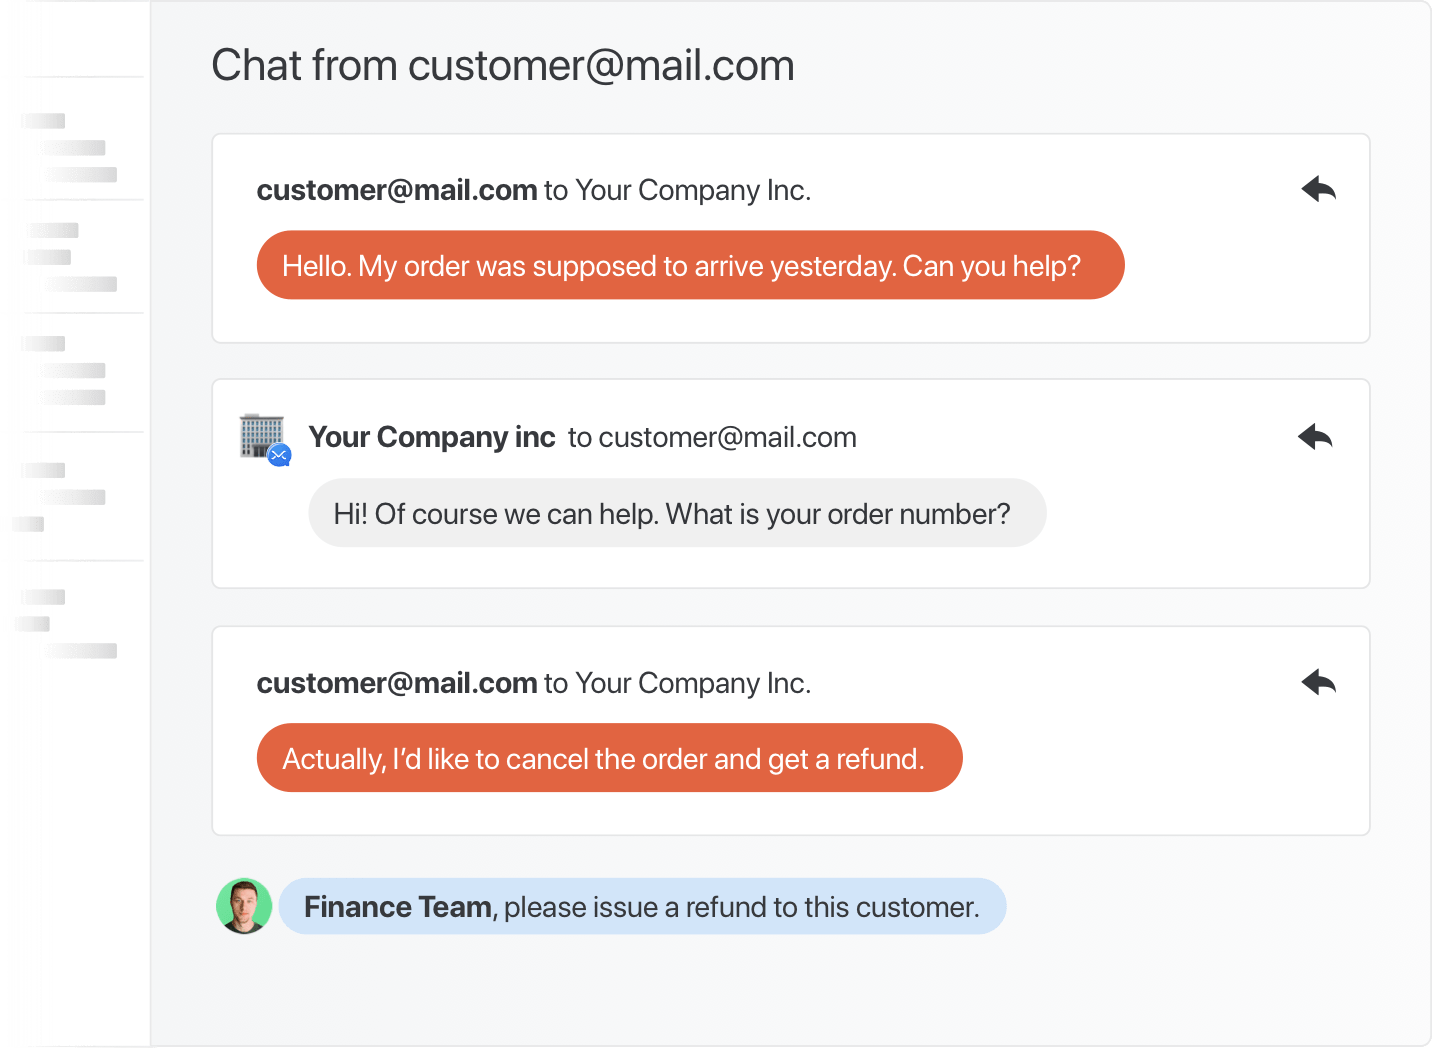 Chat from customer@mail.com
customer@mail.com to Your Company Inc.
Hello. My order was supposed to arrive yesterday. Can you help?
Your Company inc to customer@mail.com
Hi! Of course we can help. What is your order number?
customer@mail.com to Your Company Inc.
Actually, I’d like to cancel the order and get a refund.
Finance Team, please issue a refund to this customer.